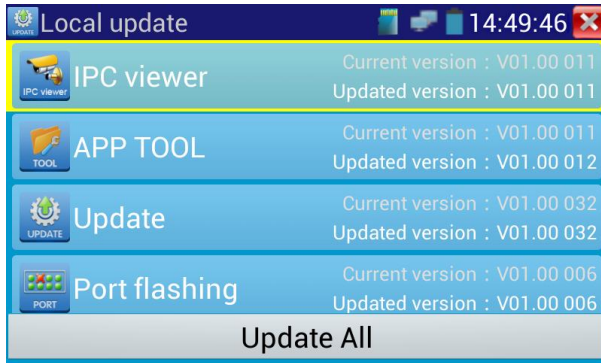 UPDATE
Local update
14:49:46
IPC viewer
IPC viewer
Current version：V01.00 011
Updated version：V01.00 011
TOOL
APP TOOL
Current version：V01.00 011
Updated version：V01.00 012
UPDATE
Update
Current version：V01.00 032
Updated version：V01.00 032
PORT
Port flashing
Current version：V01.00 006
Updated version：V01.00 006
Update All